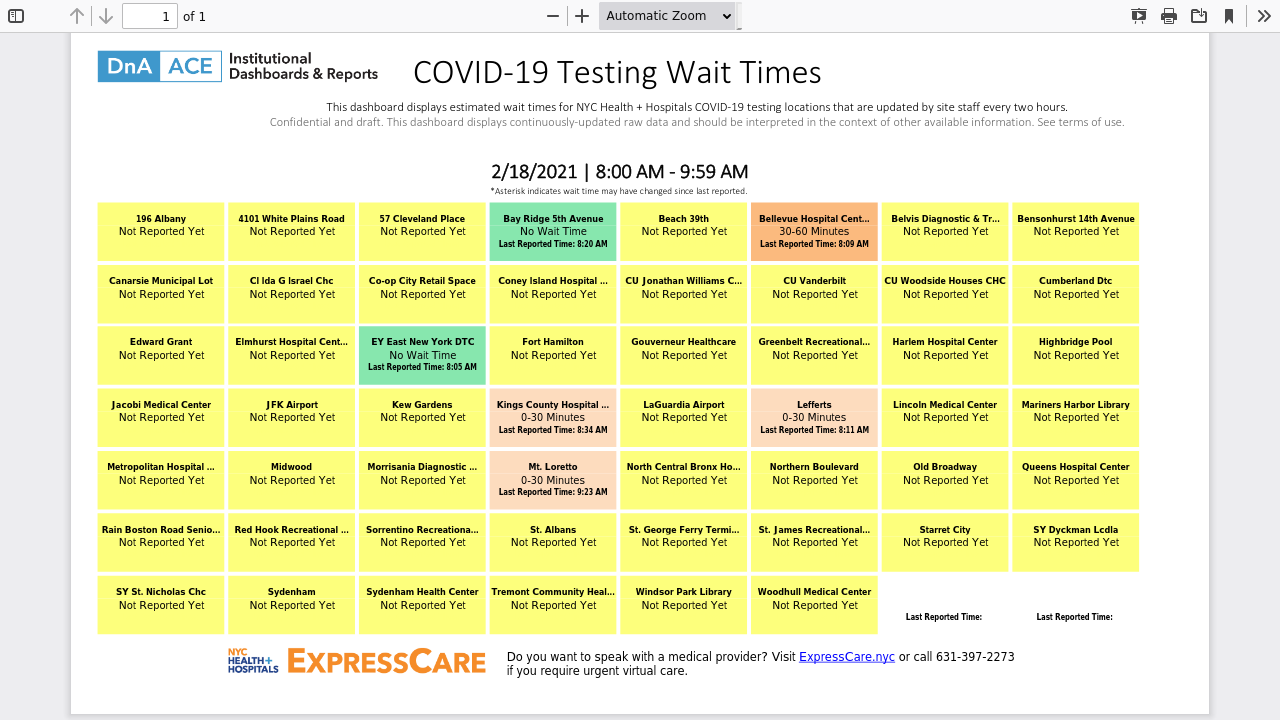 1 of 1 Automatic Zoom
DnA ACE Institutional
Dashboards & Reports
COVID-19 Testing Wait Times
This dashboard displays estimated wait times for NYC Health + Hospitals COVID-19 testing locations that are updated by site staff every two hours.
Confidential and draft. This dashboard displays continuously-updated raw data and should be interpreted in the context of other available information. See terms of use.
2/18/2021 | 8:00 AM - 9:59 AM
*Asterisk indicates wait time may have changed since last reported.
196 Albany
Not Reported Yet
4101 White Plains Road
Not Reported Yet
57 Cleveland Place
Not Reported Yet
Bay Ridge 5th Avenue
No Wait Time
Last Reported Time: 8:20 AM
Beach 39th
Not Reported Yet
Bellevue Hospital Cent...
30-60 Minutes
Last Reported Time: 8:09 AM
Belvis Diagnostic & Tr...
Not Reported Yet
Bensonhurst 14th Avenue
Not Reported Yet
Canarsie Municipal Lot
Not Reported Yet
CI Ida G Israel Chc
Not Reported Yet
Co-op City Retail Space
Not Reported Yet
Coney Island Hospital ...
Not Reported Yet
CU Jonathan Williams C...
Not Reported Yet
CU Vanderbilt
Not Reported Yet
CU Woodside Houses CHC
Not Reported Yet
Cumberland Dtc
Not Reported Yet
Edward Grant
Not Reported Yet
Elmhurst Hospital Cent...
Not Reported Yet
EY East New York DTC
No Wait Time
Last Reported Time: 8:05 AM
Fort Hamilton
Not Reported Yet
Gouverneur Healthcare
Not Reported Yet
Greenbelt Recreational...
Not Reported Yet
Harlem Hospital Center
Not Reported Yet
Highbridge Pool
Not Reported Yet
Jacobi Medical Center
Not Reported Yet
JFK Airport
Not Reported Yet
Kew Gardens
Not Reported Yet
Kings County Hospital ...
0-30 Minutes
Last Reported Time: 8:34 AM
LaGuardia Airport
Not Reported Yet
Lefferts
0-30 Minutes
Last Reported Time: 8:11 AM
Lincoln Medical Center
Not Reported Yet
Mariners Harbor Library
Not Reported Yet
Metropolitan Hospital ...
Not Reported Yet
Midwood
Not Reported Yet
Morrisania Diagnostic ...
Not Reported Yet
Mt. Loretto
0-30 Minutes
Last Reported Time: 9:23 AM
North Central Bronx Ho...
Not Reported Yet
Northern Boulevard
Not Reported Yet
Old Broadway
Not Reported Yet
Queens Hospital Center
Not Reported Yet
Rain Boston Road Senio...
Not Reported Yet
Red Hook Recreational ...
Not Reported Yet
Sorrentino Recreationa...
Not Reported Yet
St. Albans
Not Reported Yet
St. George Ferry Termi...
Not Reported Yet
St. James Recreational...
Not Reported Yet
Starret City
Not Reported Yet
SY Dyckman Lcdla
Not Reported Yet
SY St. Nicholas Chc
Not Reported Yet
Sydenham
Not Reported Yet
Sydenham Health Center
Not Reported Yet
Tremont Community Heal...
Not Reported Yet
Windsor Park Library
Not Reported Yet
Woodhull Medical Center
Not Reported Yet
Last Reported Time:
Last Reported Time:
NYC
HEALTH+
HOSPITALS
EXPRESSCARE
Do you want to speak with a medical provider? Visit ExpressCare.nyc or call 631-397-2273
if you require urgent virtual care.